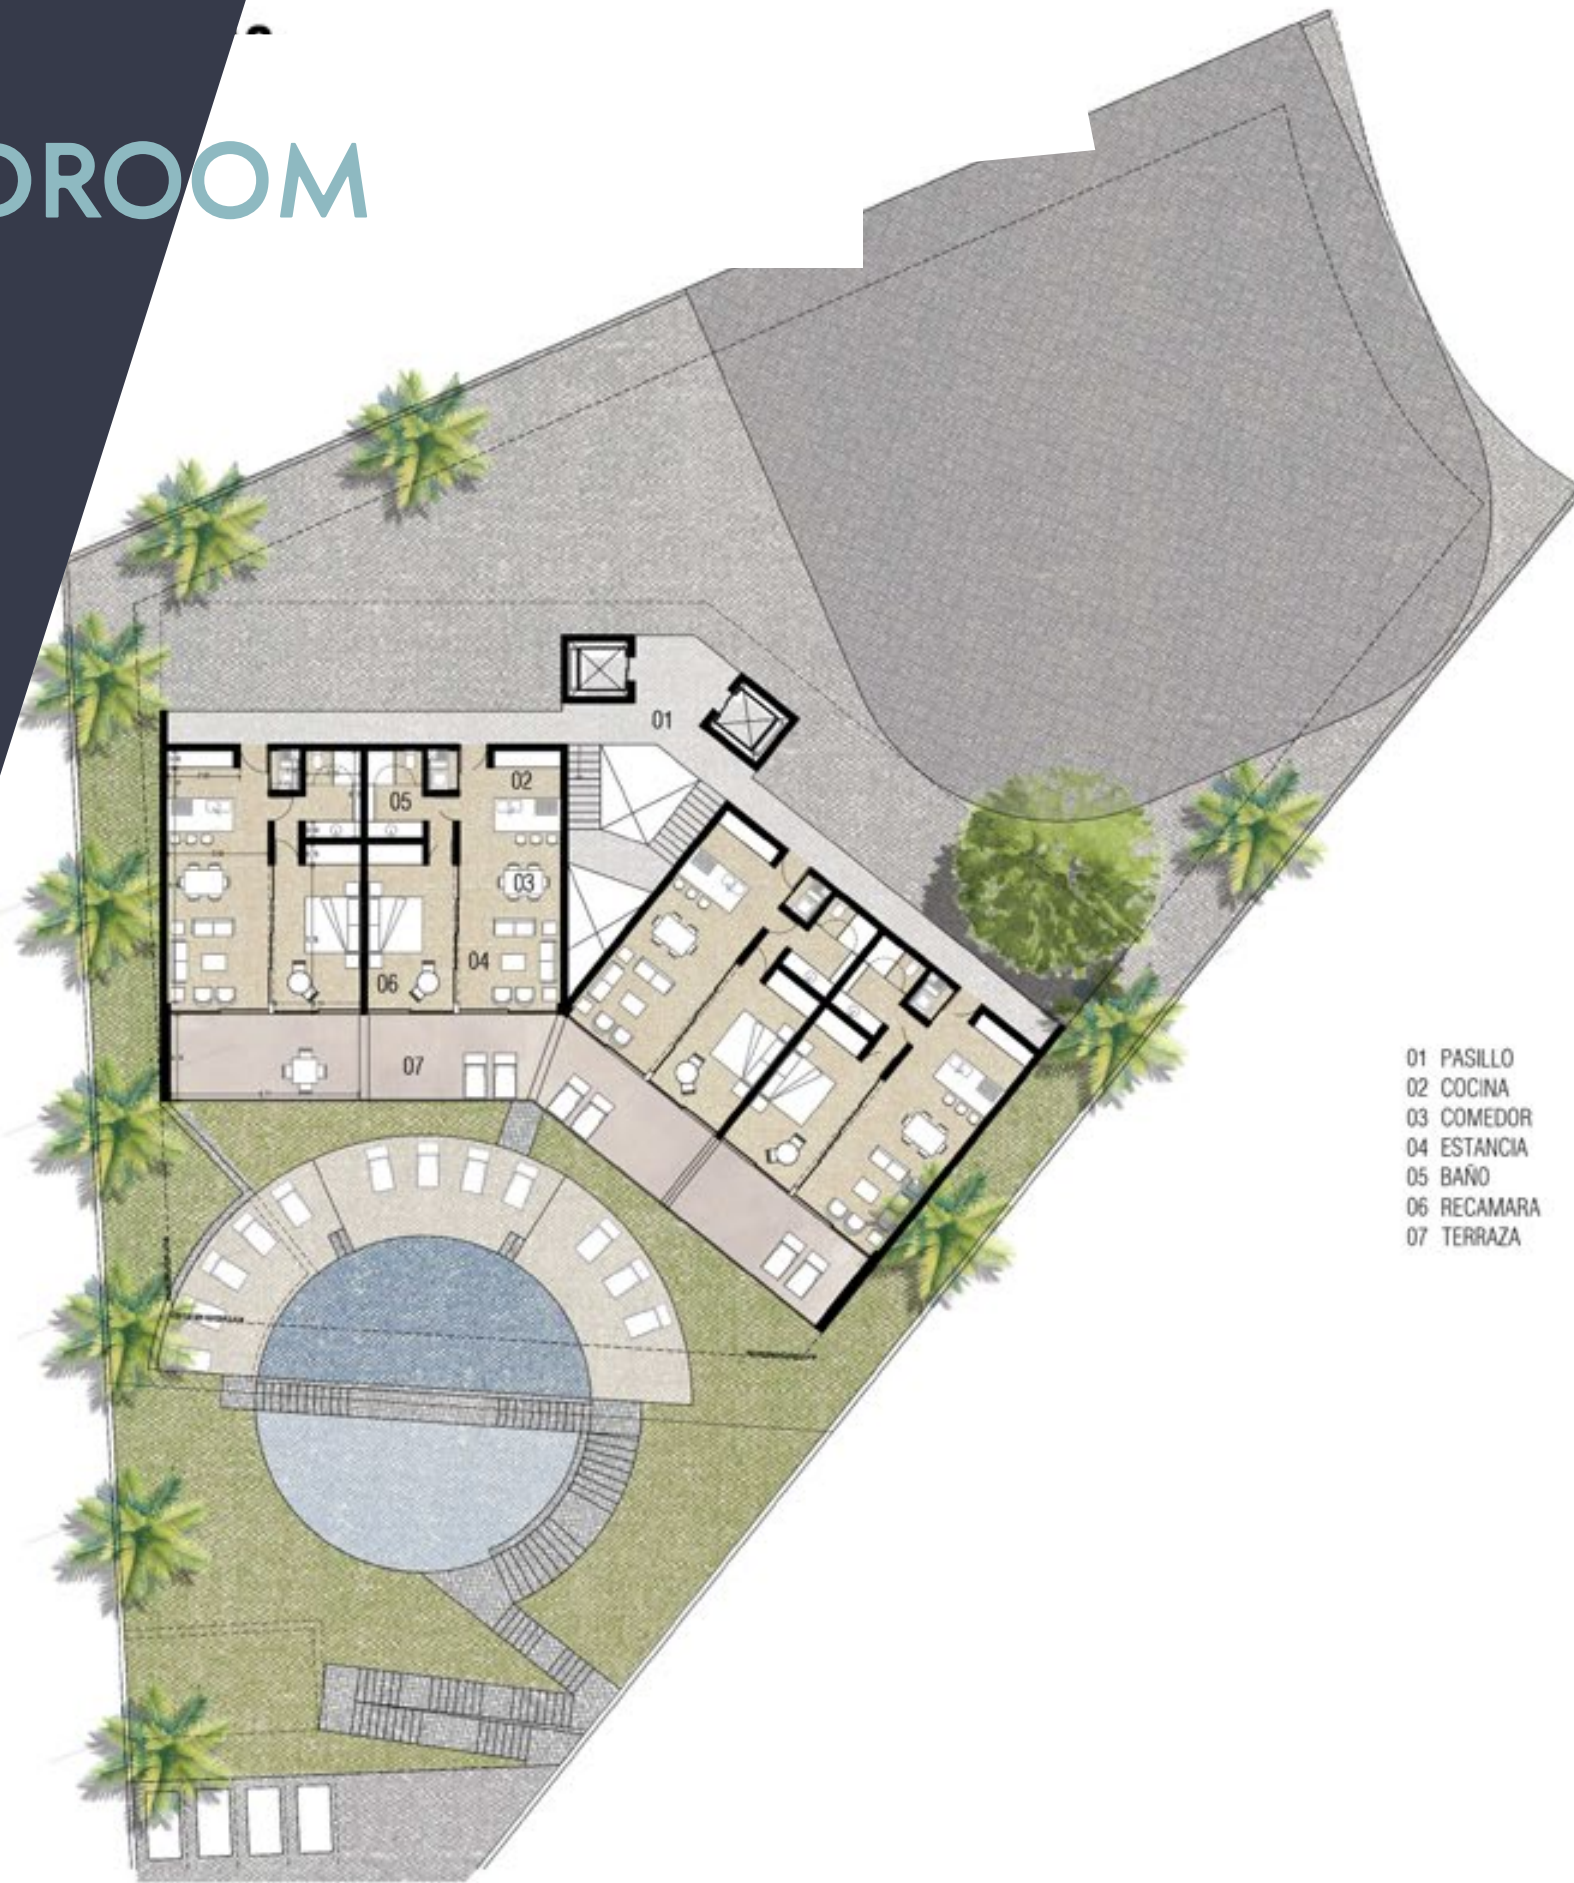 DROOM
01
02
05
03
04
06
07
01 PASILLO
02 COCINA
03 COMEDOR
04 ESTANCIA
05 BAÑO
06 RECAMARA
07 TERRAZA